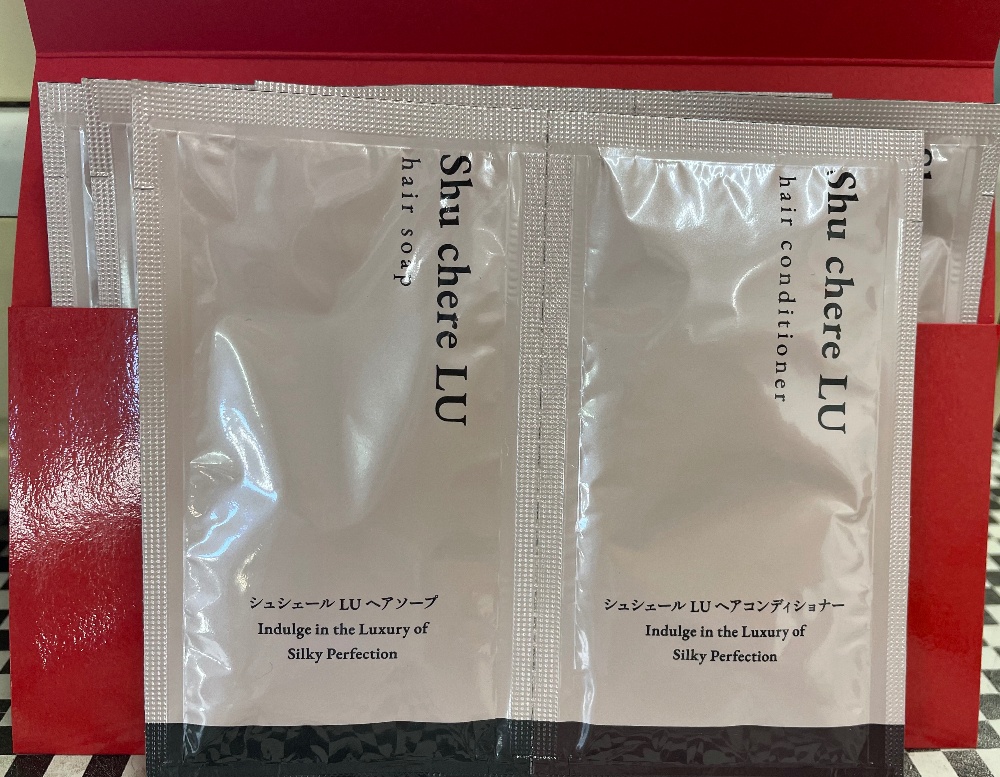 Shu chere LU
hair soap
シュシェール LU ヘアソープ
Indulge in the Luxury of
Silky Perfection
Shu chere LU
hair conditioner
シュシェール LU ヘアコンディショナー
Indulge in the Luxury of
Silky Perfection